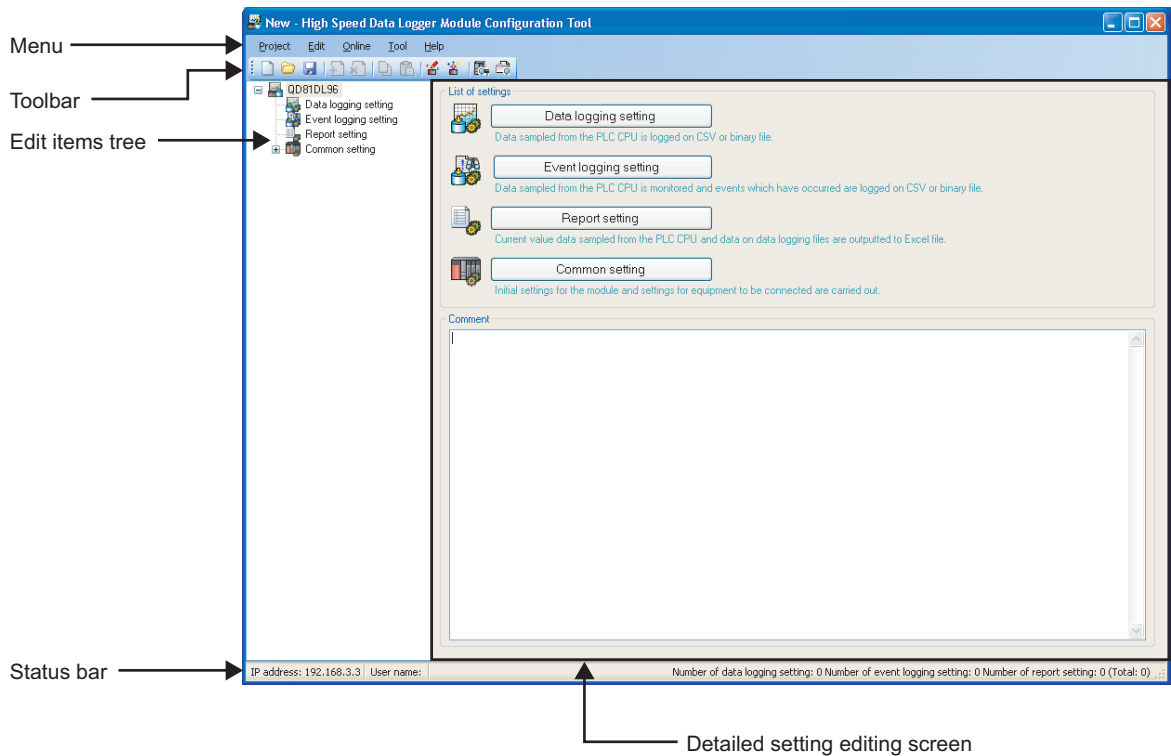 New - High Speed Data Logger Module Configuration Tool
Menu
Project Edit Online Tool Help
Toolbar
Edit items tree
QD81DL96
Data logging setting
Event logging setting
Report setting
Common setting
List of settings
Data logging setting
Data sampled from the PLC CPU is logged on CSV or binary file.
Event logging setting
Data sampled from the PLC CPU is monitored and events which have occurred are logged on CSV or binary file.
Report setting
Current value data sampled from the PLC CPU and data on data logging files are outputted to Excel file.
Common setting
Initial settings for the module and settings for equipment to be connected are carried out.
Comment
Status bar
IP address: 192.168.3.3 User name:
Number of data logging setting: 0 Number of event logging setting: 0 Number of report setting: 0 (Total: 0)
Detailed setting editing screen